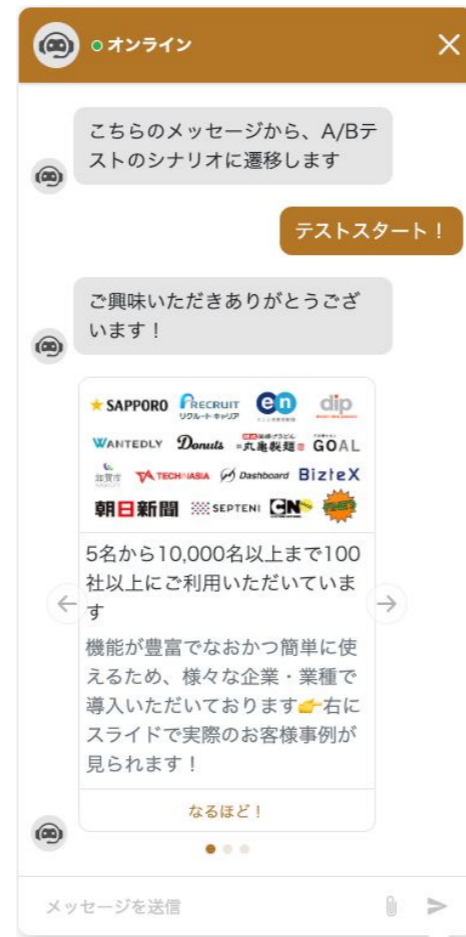 オンライン
こちらのメッセージから、A/Bテ
ストのシナリオに遷移します
テストスタート！
ご興味いただきありがとうござ
います！
SAPPORO RECRUIT リクルートキャリア en dip
WANTEDLY Donuts 丸亀製麺 GOAL
加賀市 TECHINASIA Dashboard BizteX
朝日新聞 SEPTENI CN
5名から10,000名以上まで100
社以上にご利用いただいていま
す
機能が豊富でなおかつ簡単に使
えるため、様々な企業・業種で
導入いただいております👉右に
スライドで実際のお客様事例が
見られます！
なるほど！
メッセージを送信